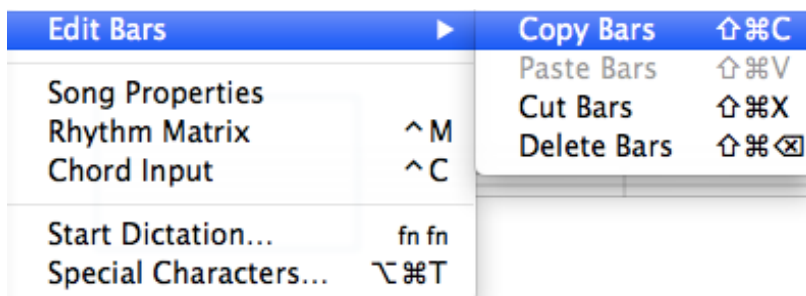 Edit Bars ▶
Song Properties
Rhythm Matrix ^M
Chord Input ^C
Start Dictation... fn fn
Special Characters... ⌥⌘T
Copy Bars ⇧⌘C
Paste Bars ⇧⌘V
Cut Bars ⇧⌘X
Delete Bars ⇧⌘⌫